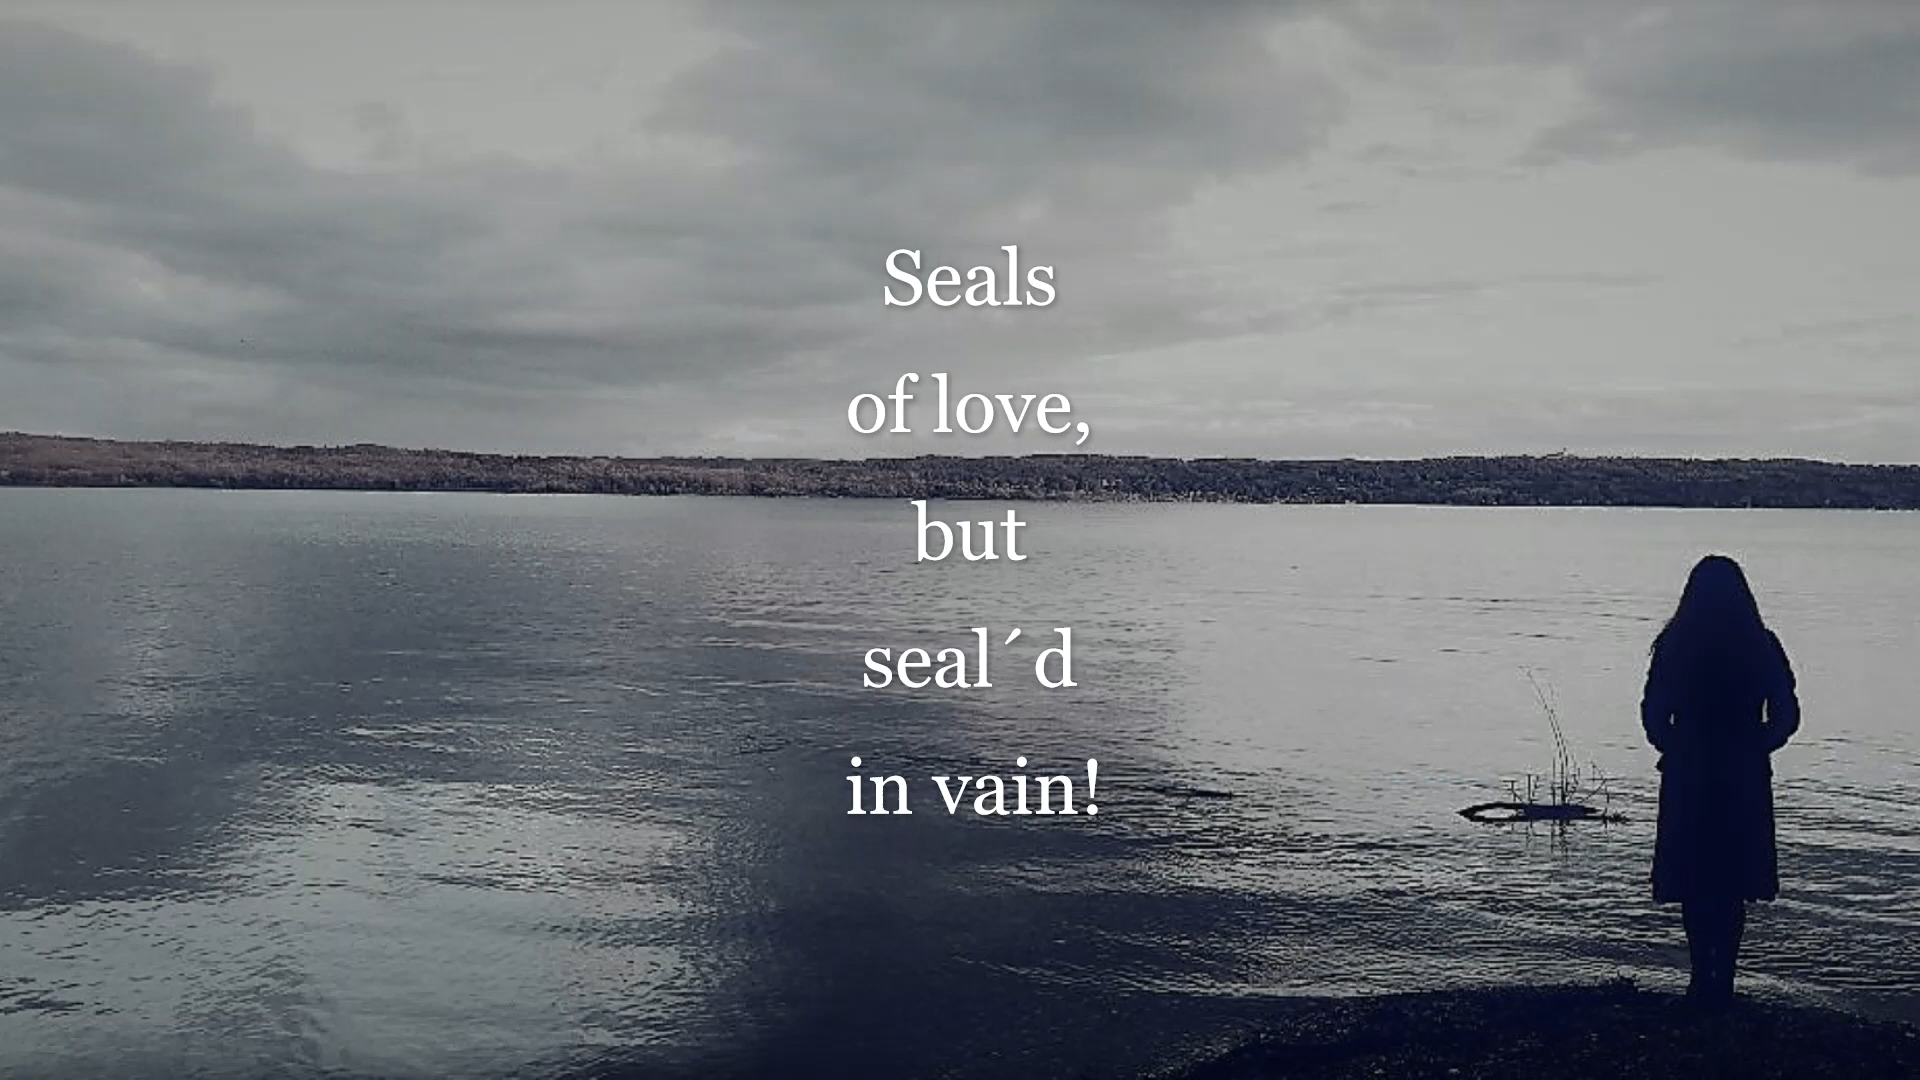 Seals
of love,
but
seal´d
in vain!